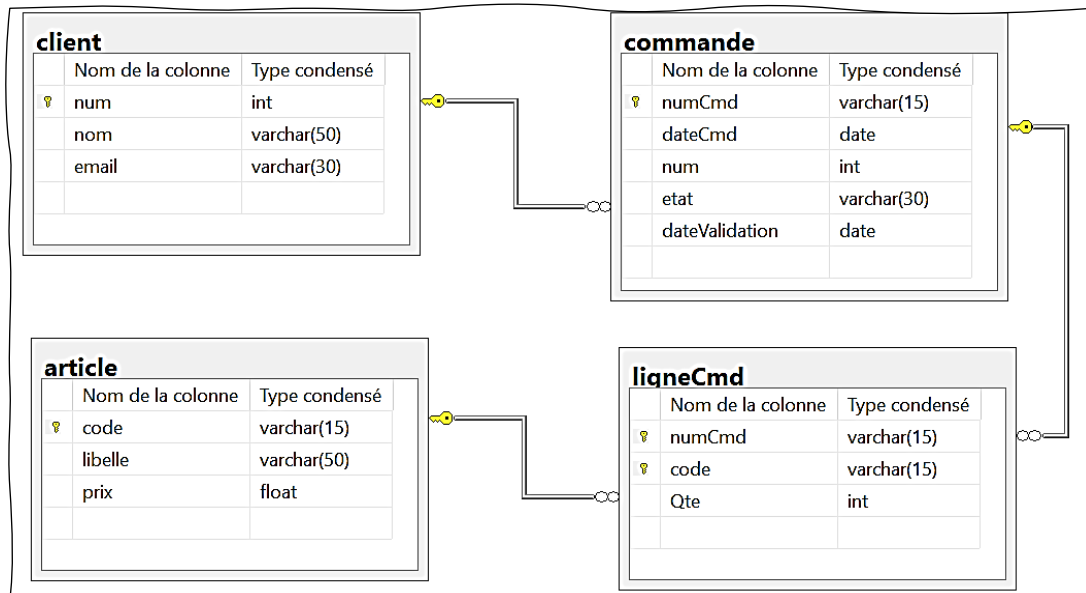 client
Nom de la colonne Type condensé
num int
nom varchar(50)
email varchar(30)
commande
Nom de la colonne Type condensé
numCmd varchar(15)
dateCmd date
num int
etat varchar(30)
dateValidation date
article
Nom de la colonne Type condensé
code varchar(15)
libelle varchar(50)
prix float
ligneCmd
Nom de la colonne Type condensé
numCmd varchar(15)
code varchar(15)
Qte int